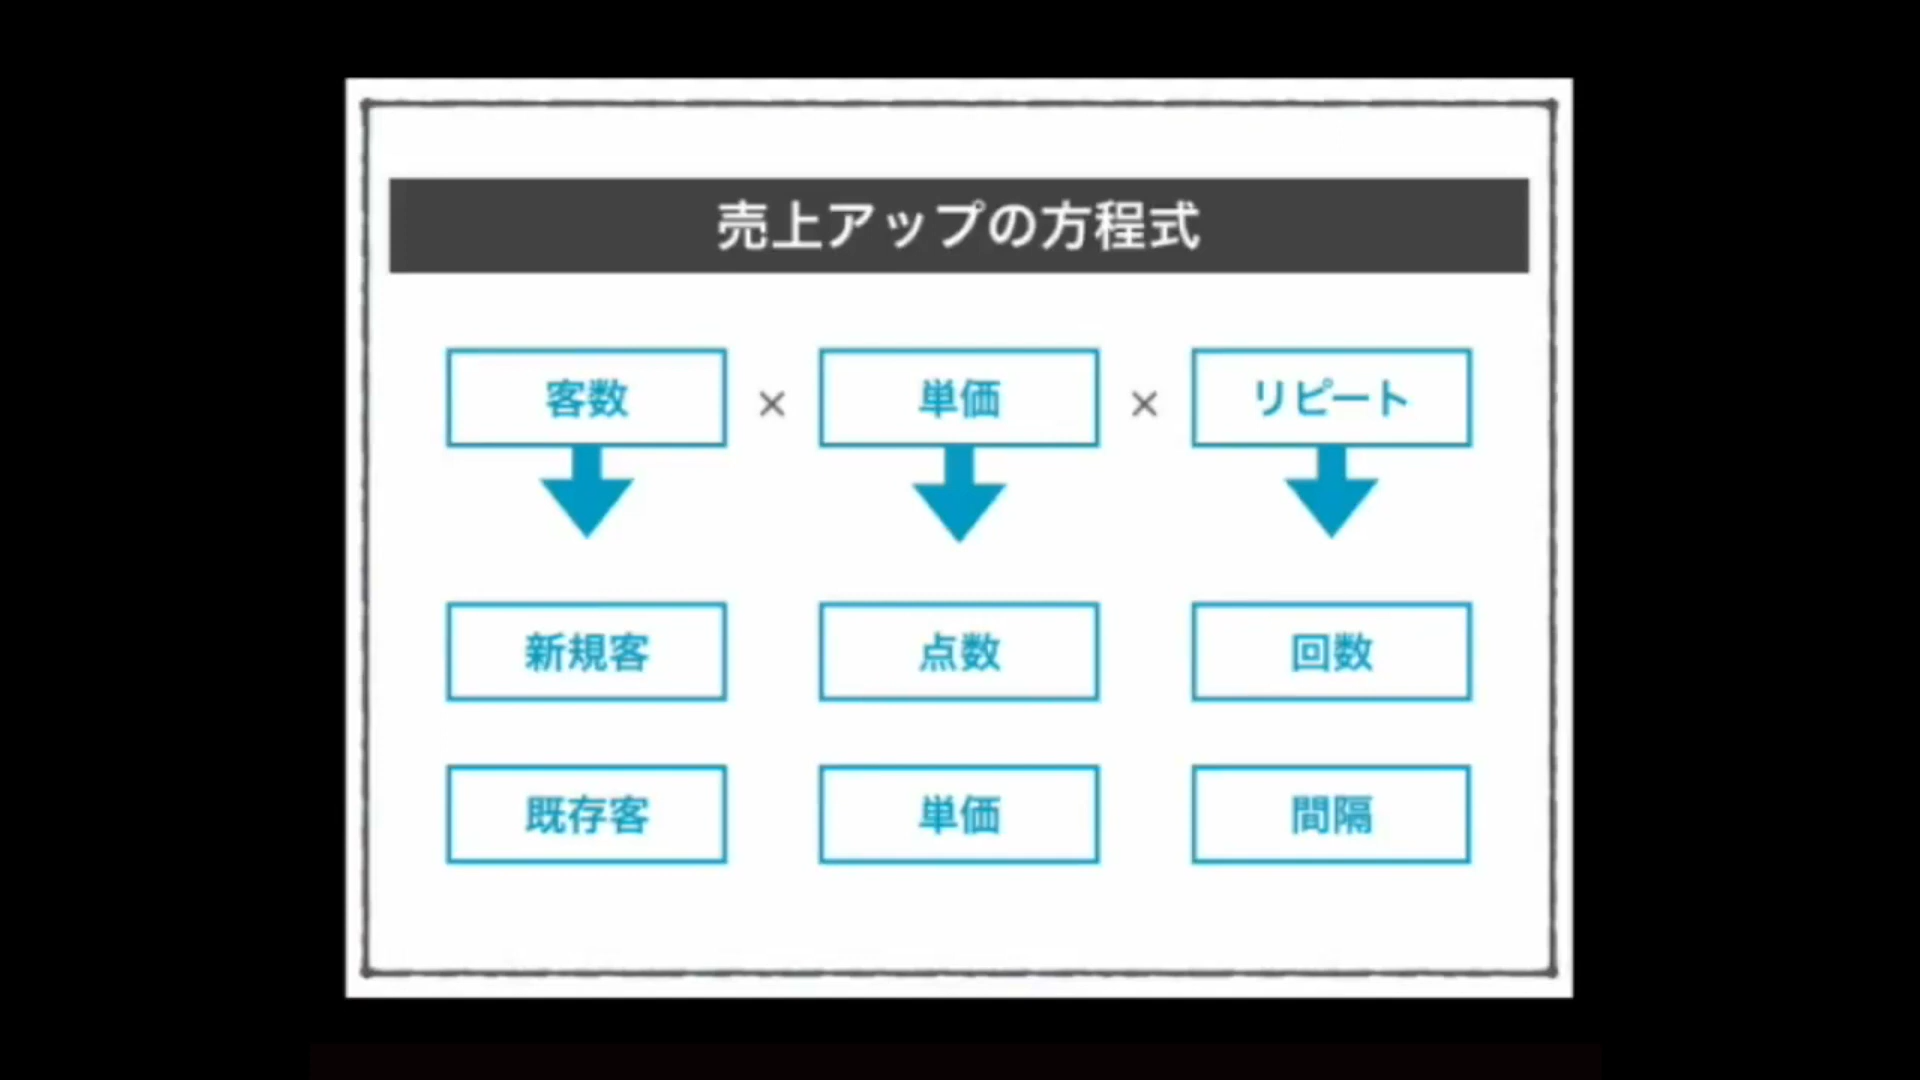 売上アップの方程式
客数 × 単価 × リピート
新規客 点数 回数
既存客 単価 間隔